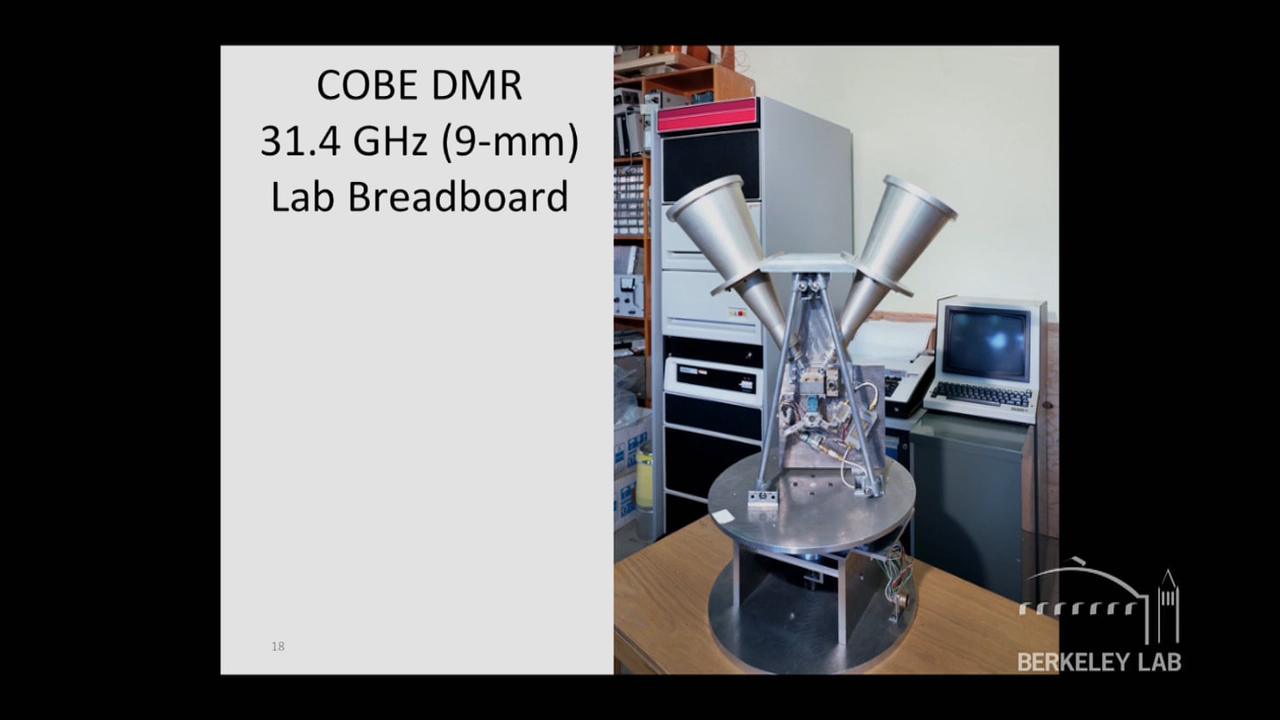 COBE DMR
31.4 GHz (9-mm)
Lab Breadboard
18
BERKELEY LAB